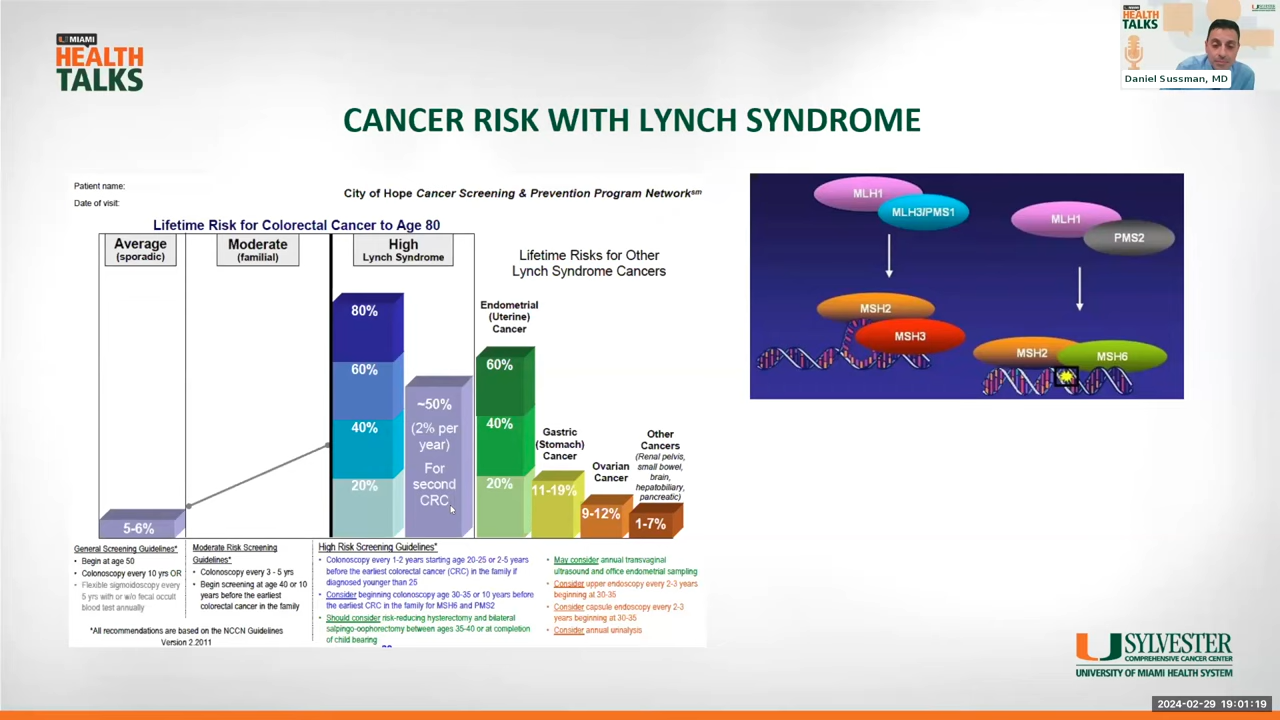 U MIAMI
HEALTH
TALKS
HEALTH
TALKS
Daniel Sussman, MD
CANCER RISK WITH LYNCH SYNDROME
Patient name:
Date of visit:
City of Hope Cancer Screening & Prevention Program Network℠
Lifetime Risk for Colorectal Cancer to Age 80
Average
(sporadic)
Moderate
(familial)
High
Lynch Syndrome
Lifetime Risks for Other
Lynch Syndrome Cancers
80%
60%
40%
20%
~50%
(2% per
year)
For
second
CRC
5-6%
Endometrial
(Uterine)
Cancer
60%
40%
20%
Gastric
(Stomach)
Cancer
11-19%
Ovarian
Cancer
9-12%
Other
Cancers
(Renal pelvis,
small bowel,
brain,
hepatobiliary,
pancreatic)
1-7%
General Screening Guidelines*
• Begin at age 50
• Colonoscopy every 10 yrs OR
• Flexible sigmoidoscopy every
5 yrs with or w/o fecal occult
blood test annually
Moderate Risk Screening
Guidelines*
• Colonoscopy every 3 - 5 yrs
• Begin screening at age 40 or 10
years before the earliest
colorectal cancer in the family
High Risk Screening Guidelines*
• Colonoscopy every 1-2 years starting age 20-25 or 2-5 years
before the earliest colorectal cancer (CRC) in the family if
diagnosed younger than 25
• Consider beginning colonoscopy age 30-35 or 10 years before
the earliest CRC in the family for MSH6 and PMS2
• Should consider risk-reducing hysterectomy and bilateral
salpingo-oophorectomy between ages 35-40 or at completion
of child bearing
• May consider annual transvaginal
ultrasound and office endometrial sampling
• Consider upper endoscopy every 2-3 years
beginning at 30-35
• Consider capsule endoscopy every 2-3
years beginning at 30-35
• Consider annual urinalysis
*All recommendations are based on the NCCN Guidelines
Version 2.2011
MLH1
MLH3/PMS1
MLH1
PMS2
MSH2
MSH3
MSH2
MSH6
SYLVESTER
COMPREHENSIVE CANCER CENTER
UNIVERSITY OF MIAMI HEALTH SYSTEM
2024-02-29 19:01:19